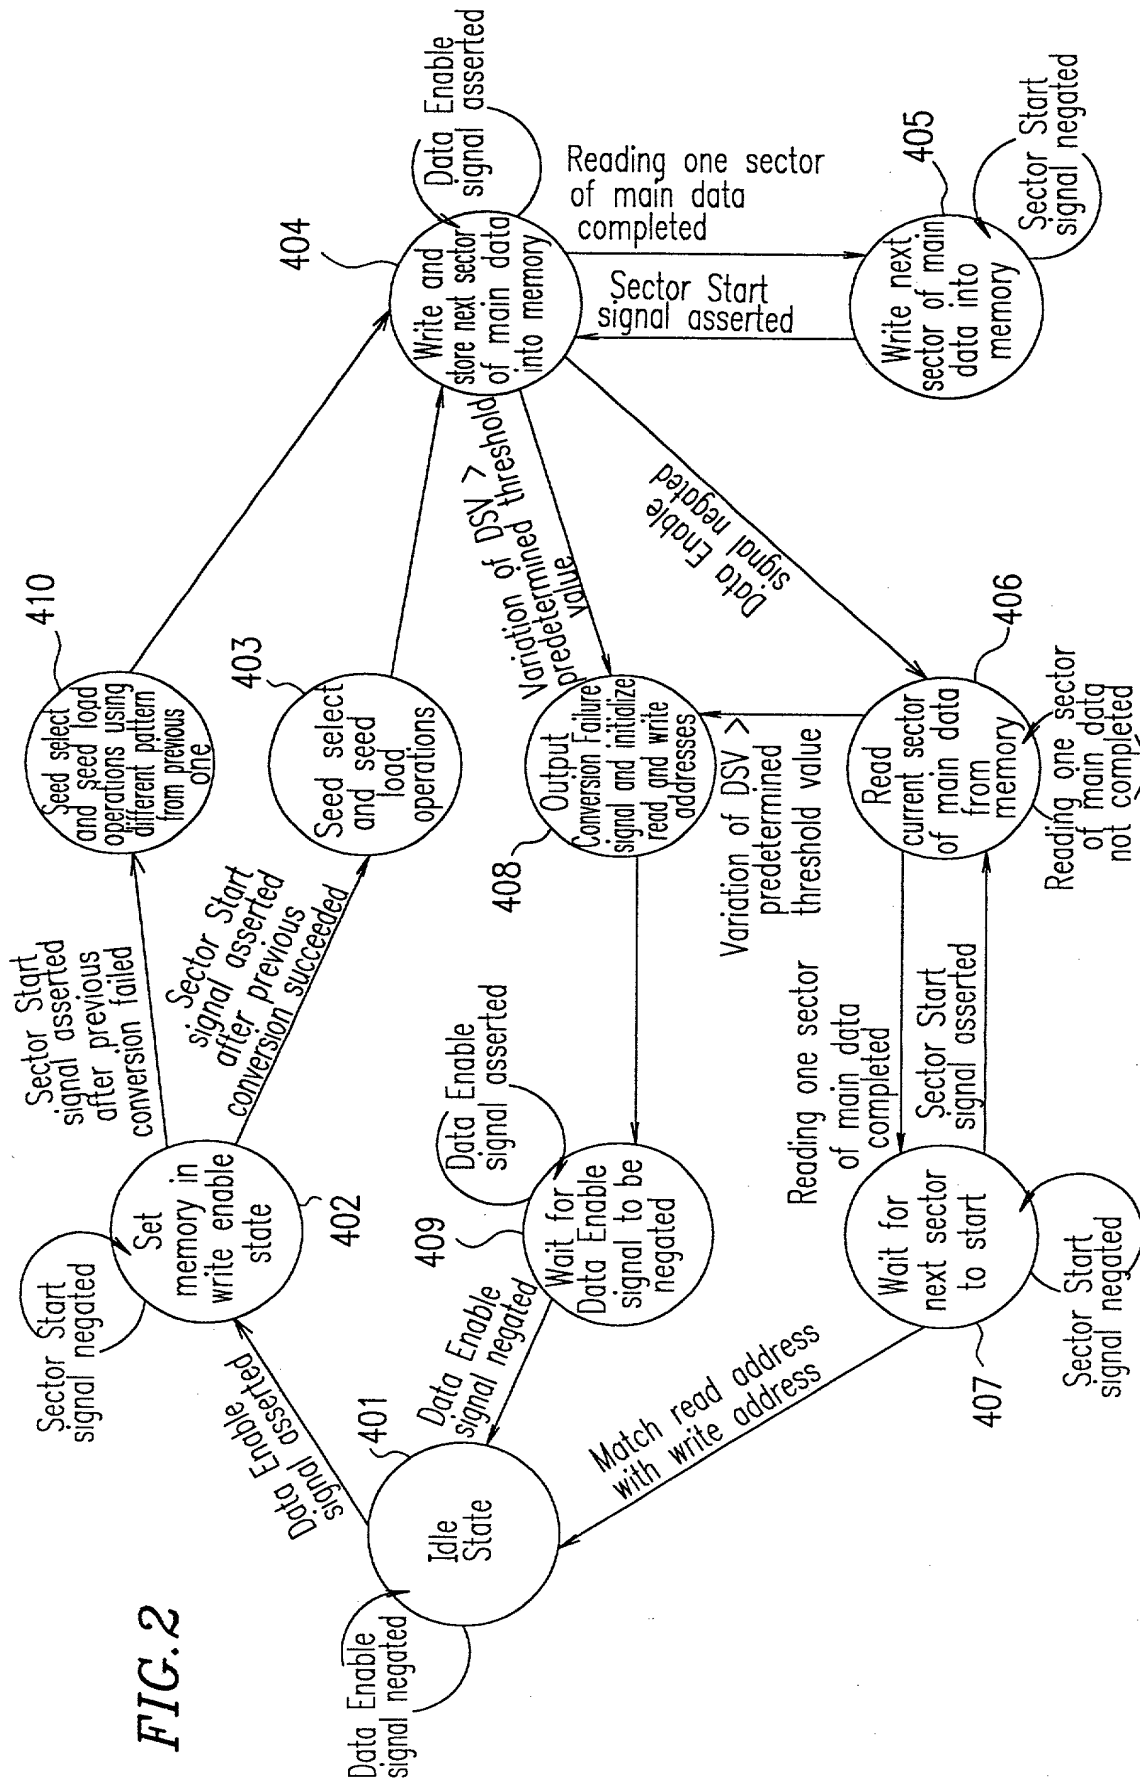 FIG.2
Sector Start
signal negated
Set
memory in
write enable
state
402
Sector Start
signal asserted
after previous
conversion failed
Sector Start
signal asserted
after previous
conversion succeeded
410
Seed select
and seed load
operations using
different pattern
from previous
one
403
Seed select
and seed
load
operations
404
Write and
store next sector
of main data
into memory
Data Enable
signal asserted
Reading one sector
of main data
completed
Sector Start
signal asserted
405
Write next
sector of main
data into
memory
Sector Start
signal negated
Variation of DSV >
predetermined threshold
value
Data Enable
signal negated
408
Output
Conversion Failure
signal and initialize
read and write
addresses
Variation of DSV >
predetermined
threshold value
406
Read
current sector
of main data
from
memory
Reading one sector
of main data
not completed
Data Enable
signal asserted
409
Wait for
Data Enable
signal to be
negated
Data Enable
signal negated
Data Enable
signal assserted
401
Idle
State
Data Enable
signal negated
Reading one sector
of main data
completed
Sector Start
signal asserted
Wait for
next sector
to start
407
Sector Start
signal negated
Match read address
with write address